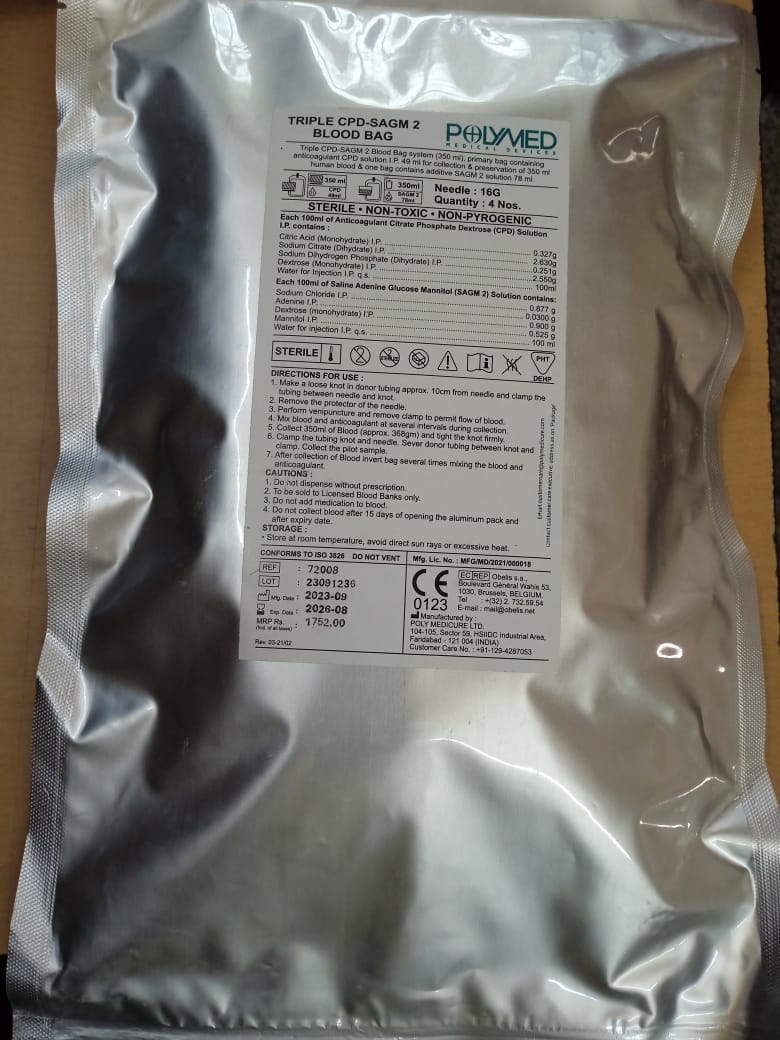 TRIPLE CPD-SAGM 2
BLOOD BAG
POLYMED
MEDICAL DEVICES
Triple CPD-SAGM 2 Blood Bag system (350 ml), primary bag containing
anticoagulant CPD solution I.P. 49 ml for collection & preservation of 350 ml
human blood & one bag contains additive SAGM 2 solution 78 ml
350 ml
CPD
49ml
350ml
SAGM 2
78ml
Needle : 16G
Quantity : 4 Nos.
STERILE • NON-TOXIC • NON-PYROGENIC
Each 100ml of Anticoagulant Citrate Phosphate Dextrose (CPD) Solution
I.P. contains :
Citric Acid (Monohydrate) I.P. 0.327g
Sodium Citrate (Dihydrate) I.P. 2.630g
Sodium Dihydrogen Phosphate (Dihydrate) I.P. 0.251g
Dextrose (Monohydrate) I.P. 2.550g
Water for Injection I.P. q.s. 100ml
Each 100ml of Saline Adenine Glucose Mannitol (SAGM 2) Solution contains:
Sodium Chloride I.P. 0.877 g
Adenine I.P. 0.0300 g
Dextrose (monohydrate) I.P. 0.900 g
Mannitol I.P. 0.525 g
Water for injection I.P. q.s. 100 ml
STERILE
2
PHT
DEHP
DIRECTIONS FOR USE :
1. Make a loose knot in donor tubing approx. 10cm from needle and clamp the
tubing between needle and knot.
2. Remove the protector of the needle.
3. Perform venipuncture and remove clamp to permit flow of blood.
4. Mix blood and anticoagulant at several intervals during collection.
5. Collect 350ml of Blood (approx. 368gm) and tight the knot firmly.
6. Clamp the tubing knot and needle. Sever donor tubing between knot and
clamp. Collect the pilot sample.
7. After collection of Blood invert bag several times mixing the blood and
anticoagulant.
CAUTIONS :
1. Do not dispense without prescription.
2. To be sold to Licensed Blood Banks only.
3. Do not add medication to blood.
4. Do not collect blood after 15 days of opening the aluminum pack and
after expiry date.
STORAGE :
• Store at room temperature, avoid direct sun rays or excessive heat.
Email: customercare@polymedicure.com
Contact customer care executive, address as on 'Package'
CONFORMS TO ISO 3826 DO NOT VENT
REF : 72008
LOT : 23091236
Mfg. Date : 2023-09
Exp. Date : 2026-08
MRP Rs. : 1752.00
(Incl. of all taxes)
Rev. 03-21/02
Mfg. Lic. No. : MFG/MD/2021/000018
CE
0123
EC REP Obelis s.a.,
Boulevard Général Wahis 53,
1030, Brussels, BELGIUM,
Tel : +(32) 2. 732.59.54
E-mail : mail@obelis.net
Manufactured by :
POLY MEDICURE LTD.
104-105, Sector 59, HSIIDC Industrial Area,
Faridabad - 121 004 (INDIA)
Customer Care No. : +91-129-4287053